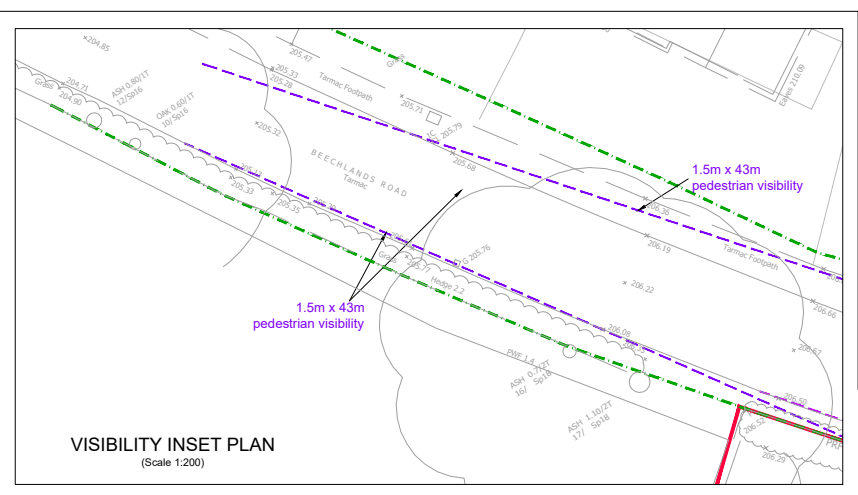 204.85
205.47
205.33
205.28
Tarmac Footpath
Grass
Eaves 210.09
Grass
204.71
204.90
ASH 0.80/1T
12/Sp16
OAK 0.60/1T
10/Sp16
205.32
205.71
205.79
205.68
BEECHLANDS ROAD
Tarmac
1.5m x 43m
pedestrian visibility
205.33
205.35
206.36
206.19
Tarmac Footpath
G 205.76
205.77
Grass
Hedge 2.2
206.22
206.66
1.5m x 43m
pedestrian visibility
206.08
206.67
PWF 1.4
ASH 0.7/2T
16/ Sp18
ASH 1.10/2T
17/ Sp18
206.50
206.52
206.29
VISIBILITY INSET PLAN
(Scale 1:200)